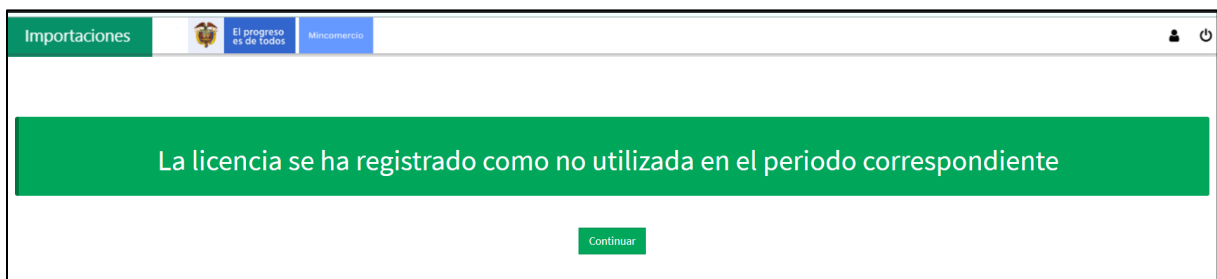 Importaciones
El progreso
es de todos
Mincomercio
La licencia se ha registrado como no utilizada en el periodo correspondiente
Continuar